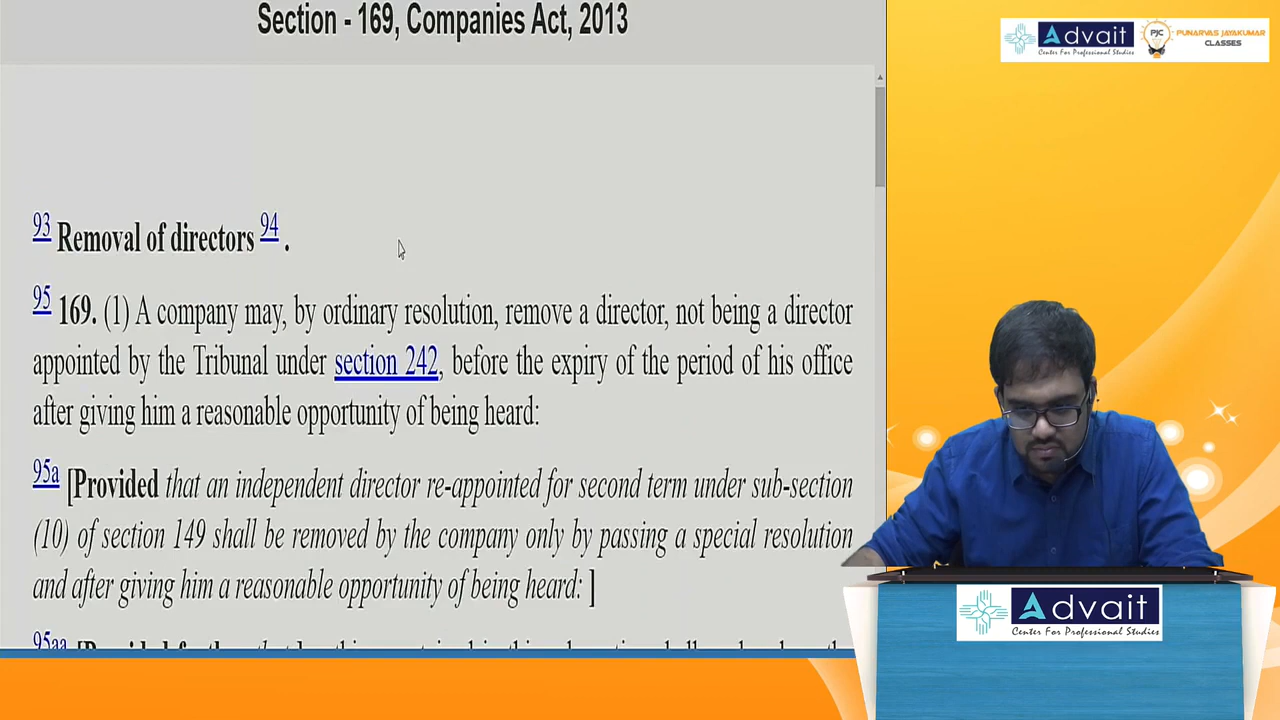 Section - 169, Companies Act, 2013
93 Removal of directors 94 .
95 169. (1) A company may, by ordinary resolution, remove a director, not being a director
appointed by the Tribunal under section 242, before the expiry of the period of his office
after giving him a reasonable opportunity of being heard:
95a [Provided that an independent director re-appointed for second term under sub-section
(10) of section 149 shall be removed by the company only by passing a special resolution
and after giving him a reasonable opportunity of being heard: ]
95aa
Advait
Center For Professional Studies
PJC
PUNARVAS JAYAKUMAR
CLASSES
Advait
Center For Professional Studies